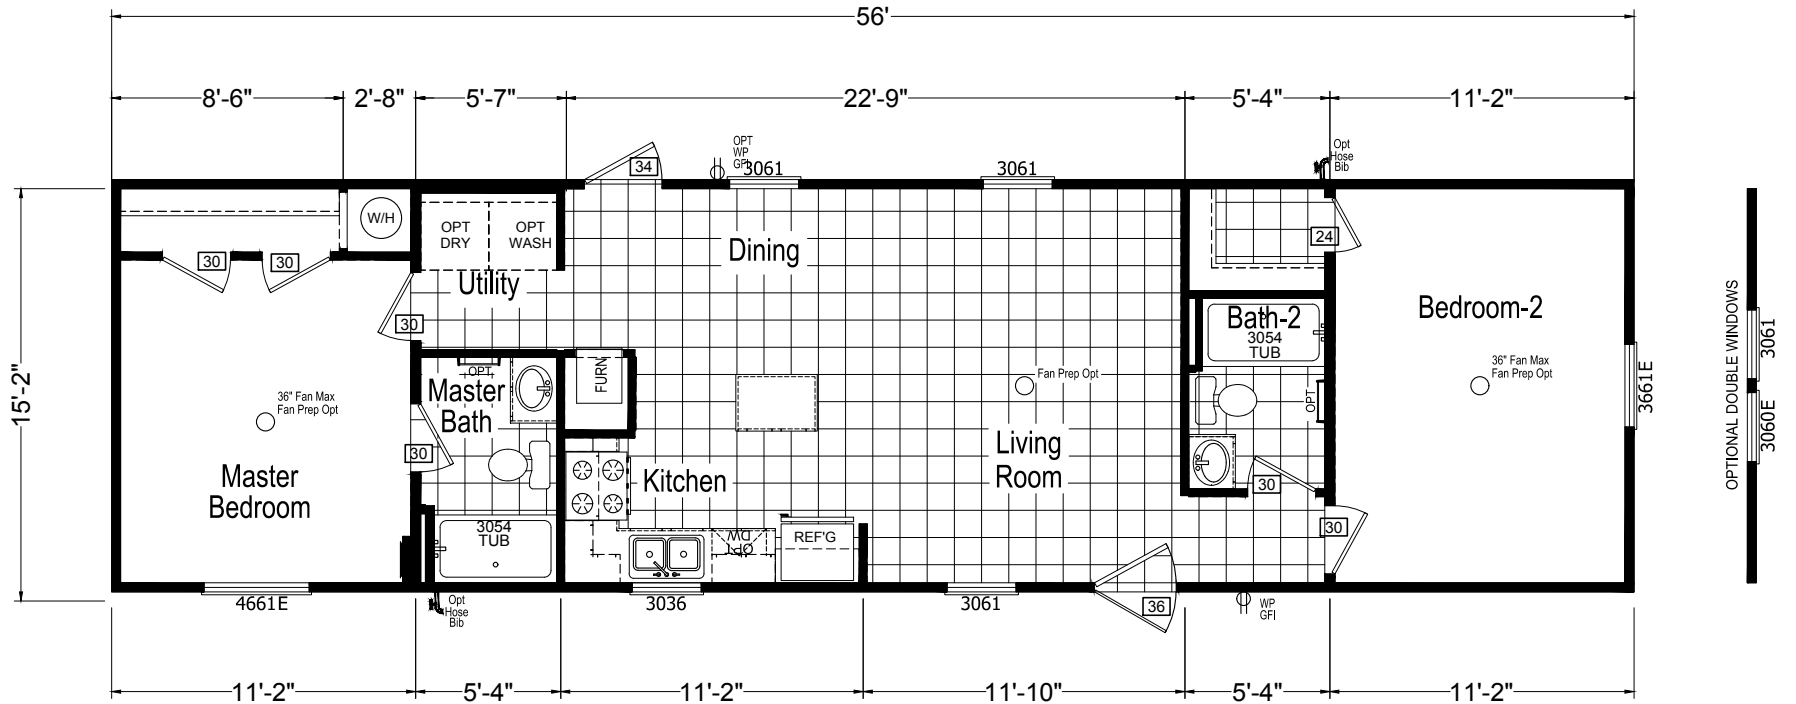 56'
8'-6"
2'-8"
5'-7"
22'-9"
5'-4"
11'-2"
34
OPT
WP
GFI
3061
3061
Opt
Hose
Bib
W/H
OPT
DRY
OPT
WASH
Utility
Dining
24
30
30
30
Bath-2
3054
TUB
Bedroom-2
36" Fan Max
Fan Prep Opt
3661E
OPTIONAL DOUBLE WINDOWS
3061
3060E
15'-2"
36" Fan Max
Fan Prep Opt
Master
Bedroom
OPT
Master
Bath
30
FURN
Fan Prep Opt
OPT
Living
Room
Kitchen
30
30
3054
TUB
OPT
DW
REF'G
4661E
Opt
Hose
Bib
3036
3061
36
WP
GFI
11'-2"
5'-4"
11'-2"
11'-10"
5'-4"
11'-2"